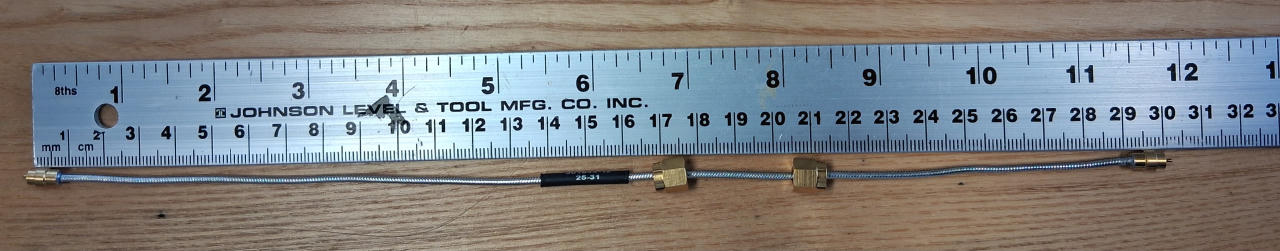 8ths 1 2 3 4 5 6 7 8 9 10 11 12 1
JOHNSON LEVEL & TOOL MFG. CO. INC.
1 2 3 4 5 6 7 8 9 10 11 12 13 14 15 16 17 18 19 20 21 22 23 24 25 26 27 28 29 30 31 32 3
mm cm
25-31